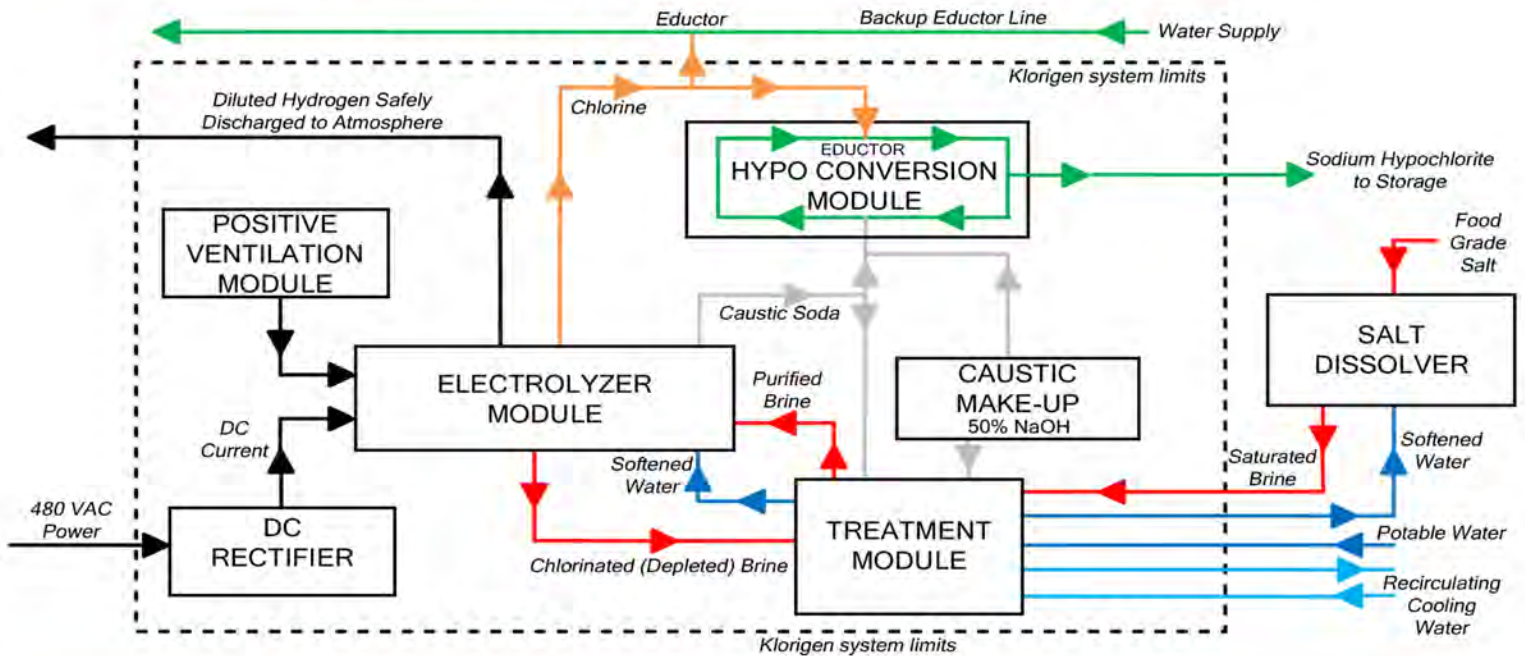 Eductor
Backup Eductor Line
Water Supply
Klorigen system limits
Diluted Hydrogen Safely
Discharged to Atmosphere
Chlorine
EDUCTOR
HYPO CONVERSION
MODULE
Sodium Hypochlorite
to Storage
POSITIVE
VENTILATION
MODULE
Food
Grade
Salt
Caustic Soda
SALT
DISSOLVER
ELECTROLYZER
MODULE
Purified
Brine
CAUSTIC
MAKE-UP
50% NaOH
DC
Current
Softened
Water
Saturated
Brine
Softened
Water
480 VAC
Power
DC
RECTIFIER
TREATMENT
MODULE
Potable Water
Chlorinated (Depleted) Brine
Recirculating
Cooling
Water
Klorigen system limits